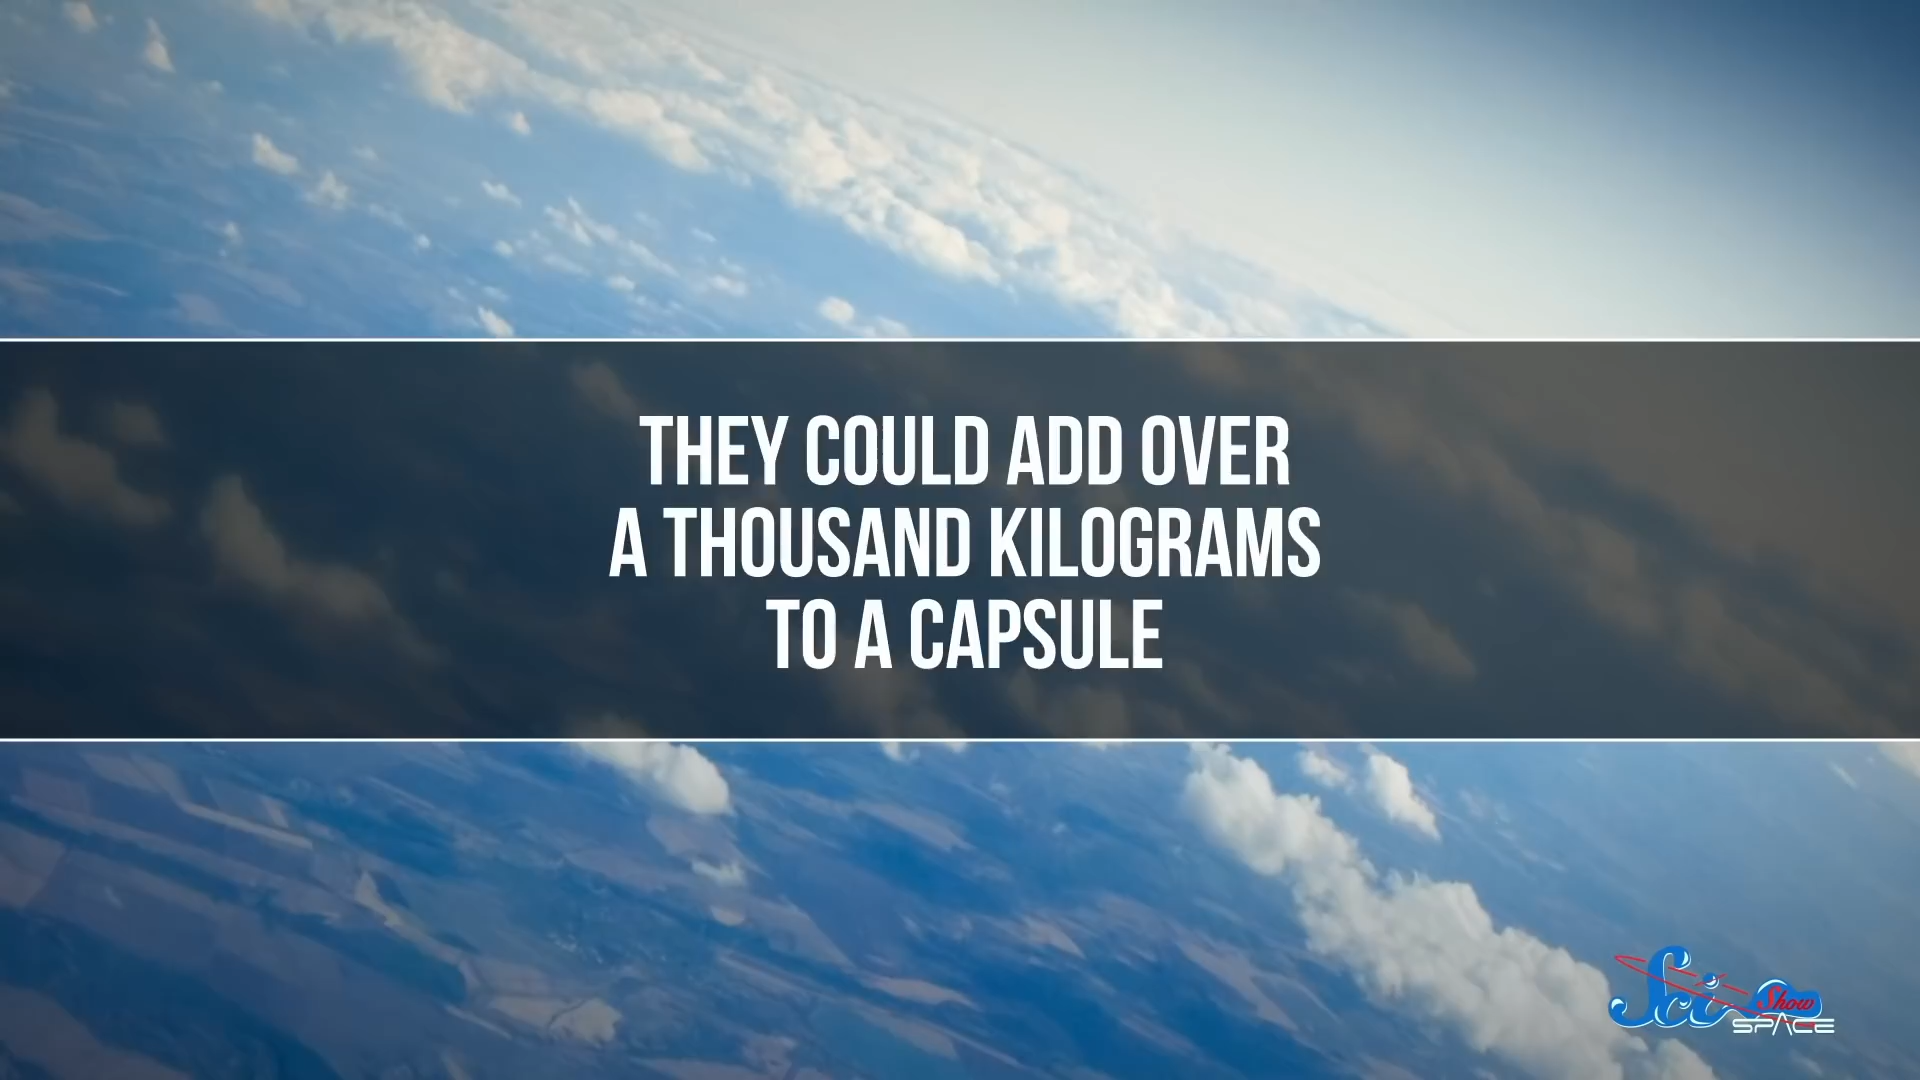 THEY COULD ADD OVER
A THOUSAND KILOGRAMS
TO A CAPSULE
Sci Show
SPACE